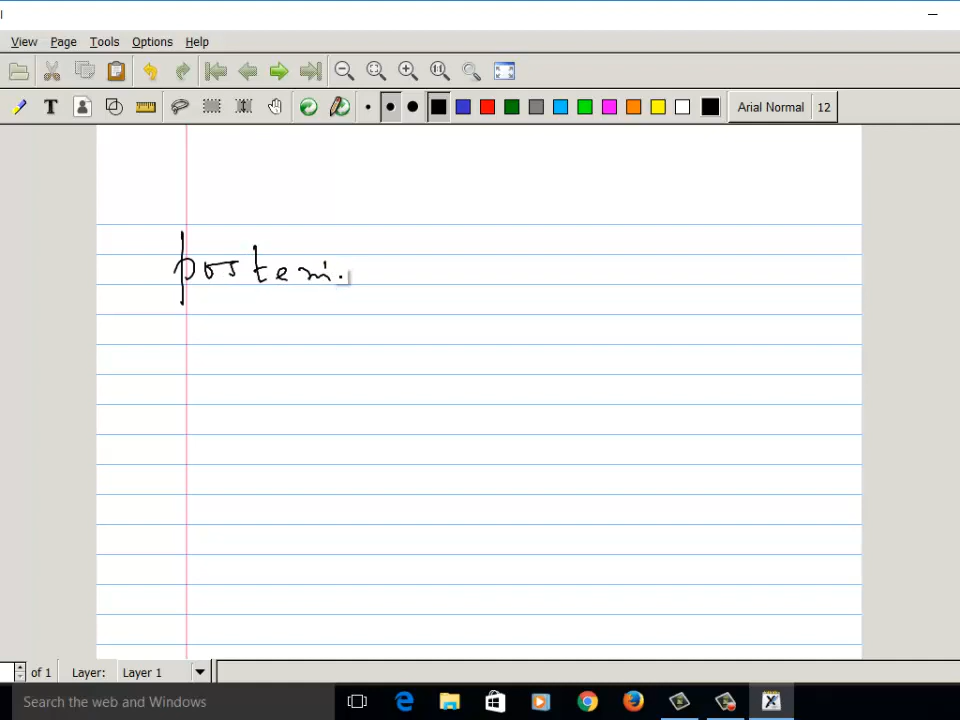 l
View Page Tools Options Help
T Arial Normal 12
posteri.
of 1 Layer: Layer 1
Search the web and Windows